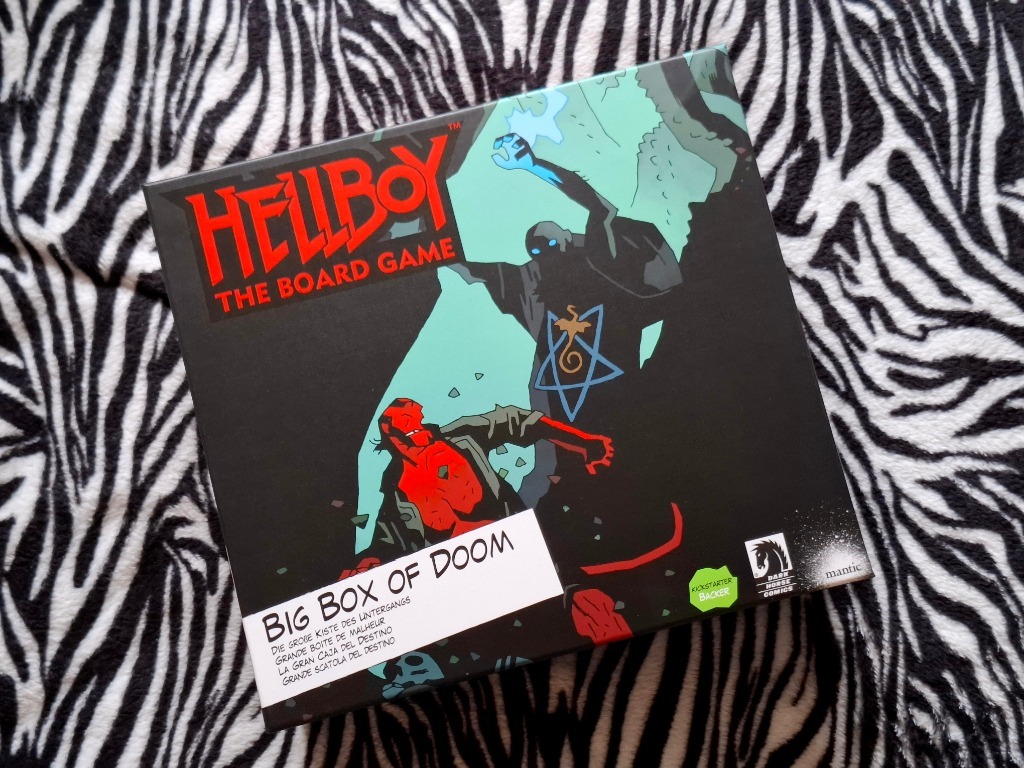 HELLBOY™
THE BOARD GAME
BIG BOX OF DOOM
DIE GROßE KISTE DES UNTERGANGS
GRANDE BOITE DE MALHEUR
LA GRAN CAJA DEL DESTINO
GRANDE SCATOLA DEL DESTINO
KICKSTARTER
BACKER
DARK
HORSE
COMICS
mantic